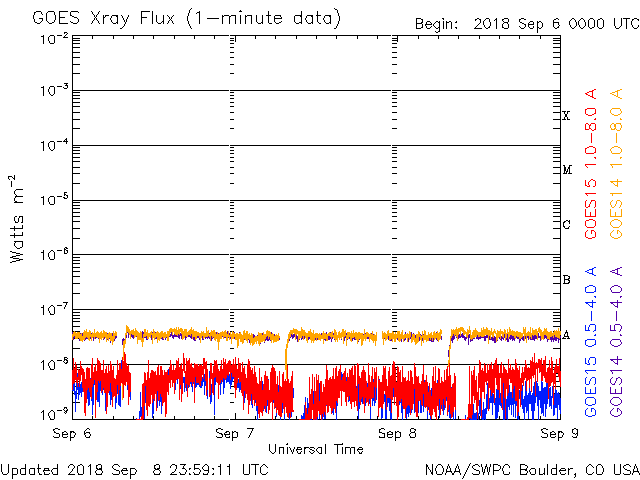 GOES Xray Flux (1-minute data)
Begin: 2018 Sep 6 0000 UTC
10⁻²
10⁻³
10⁻⁴
10⁻⁵
10⁻⁶
10⁻⁷
10⁻⁸
10⁻⁹
Watts m⁻²
X
M
C
B
A
GOES15 1.0-8.0 A
GOES14 1.0-8.0 A
GOES15 0.5-4.0 A
GOES14 0.5-4.0 A
Sep 6
Sep 7
Sep 8
Sep 9
Universal Time
Updated 2018 Sep 8 23:59:11 UTC
NOAA/SWPC Boulder, CO USA